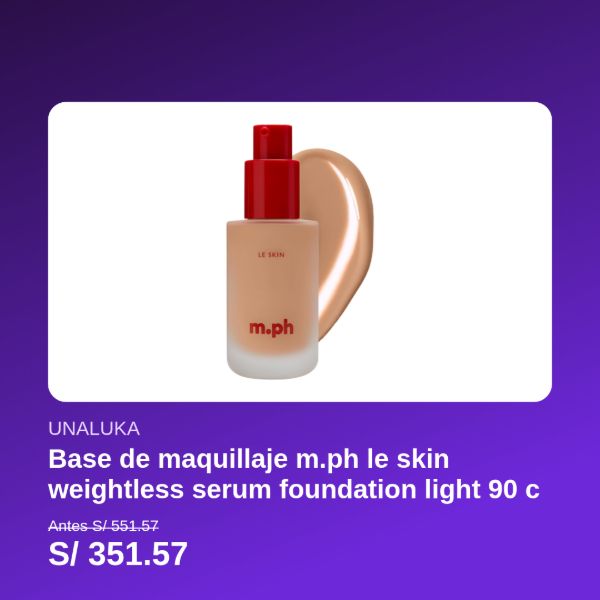 LE SKIN
m.ph
UNALUKA
Base de maquillaje m.ph le skin
weightless serum foundation light 90 c
Antes S/ 551.57
S/ 351.57